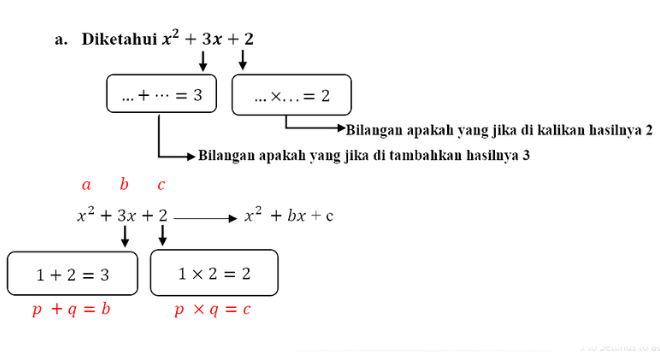 a. Diketahui x² + 3x + 2
... + ⋯ = 3
... ×... = 2
Bilangan apakah yang jika di kalikan hasilnya 2
Bilangan apakah yang jika di tambahkan hasilnya 3
a b c
x² + 3x + 2 x² + bx + c
1 + 2 = 3
1 × 2 = 2
p + q = b
p × q = c